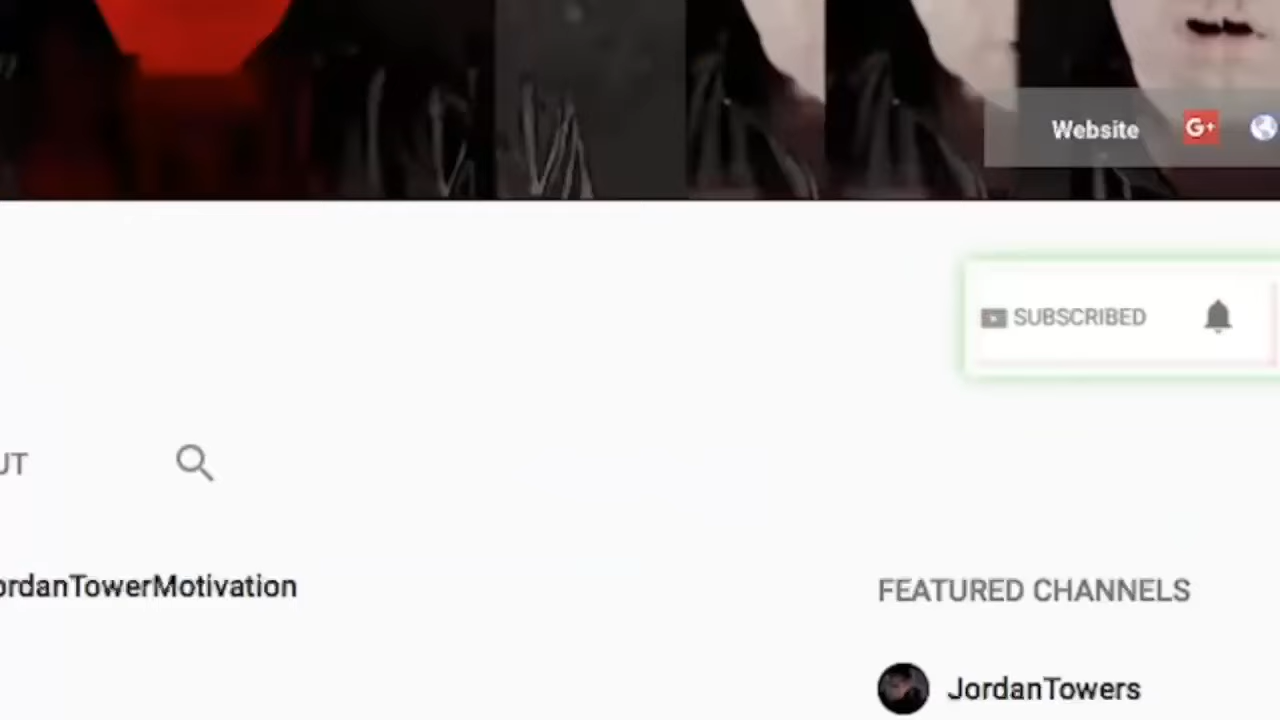 Website G+
SUBSCRIBED
UT
ordanTowerMotivation
FEATURED CHANNELS
JordanTowers